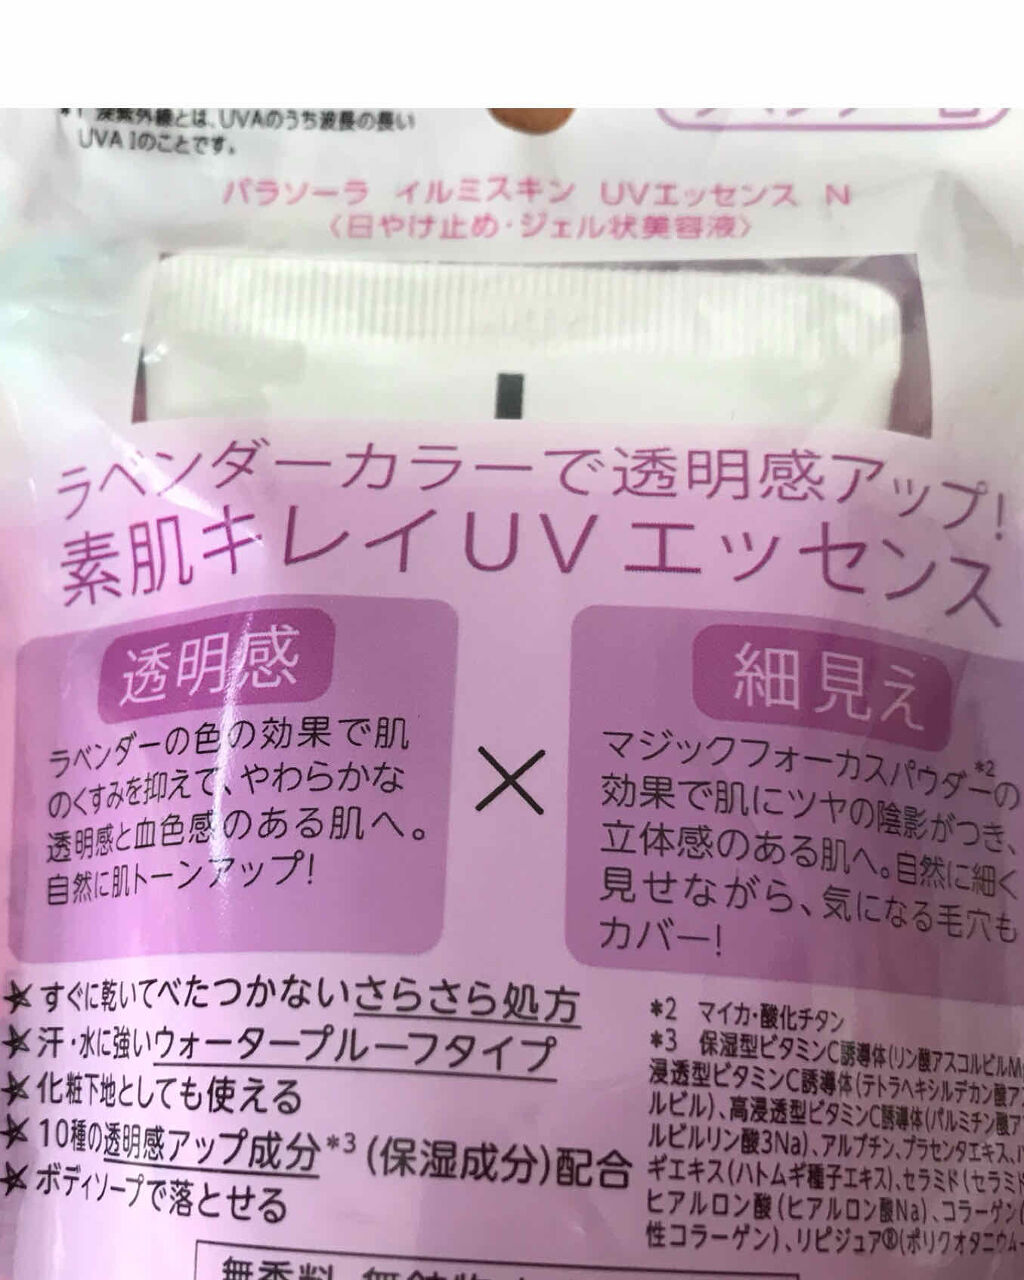 *1 深紫外線とは、UVAのうち波長の長い
UVA Iのことです。
パラソーラ イルミスキン UVエッセンス N
〈日やけ止め・ジェル状美容液〉
ラベンダーカラーで透明感アップ!
素肌キレイUVエッセンス
透明感
ラベンダーの色の効果で肌
のくすみを抑えて、やわらかな
透明感と血色感のある肌へ。
自然に肌トーンアップ!
×
細見え
マジックフォーカスパウダー*2の
効果で肌にツヤの陰影がつき、
立体感のある肌へ。自然に細く
見せながら、気になる毛穴も
カバー!
すぐに乾いてべたつかないさらさら処方
汗・水に強いウォータープルーフタイプ
化粧下地としても使える
10種の透明感アップ成分*3(保湿成分)配合
ボディソープで落とせる
*2 マイカ・酸化チタン
*3 保湿型ビタミンC誘導体(リン酸アスコルビルM
浸透型ビタミンC誘導体(テトラヘキシルデカン酸ア
ルビル)、高浸透型ビタミンC誘導体(パルミチン酸ア
ルビルリン酸3Na)、アルブチン、プラセンタエキス、
ギエキス(ハトムギ種子エキス)、セラミド(セラミド
ヒアルロン酸(ヒアルロン酸Na)、コラーゲン(
性コラーゲン)、リピジュア®(ポリクオタニウム-
無香料